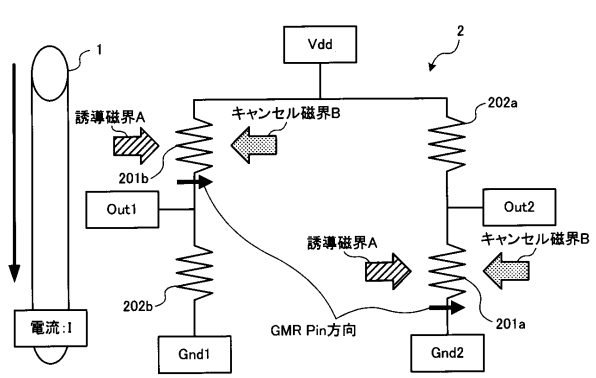 1
Vdd
2
202a
誘導磁界A
キャンセル磁界B
201b
Out1
Out2
誘導磁界A
キャンセル磁界B
202b
電流:I
GMR Pin方向
201a
Gnd1
Gnd2